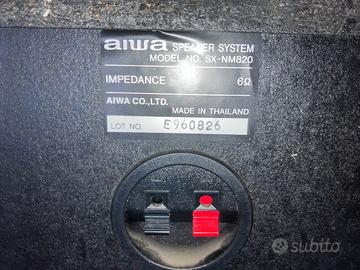 aiwa SPEAKER SYSTEM
MODEL NO. SX-NM820
IMPEDANCE 6Ω
AIWA CO., LTD.
MADE IN THAILAND
LOT NO. E960826
subito